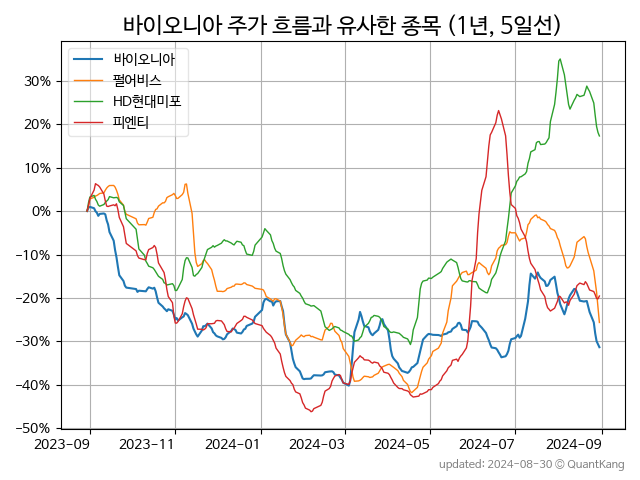 바이오니아 주가 흐름과 유사한 종목 (1년, 5일선)
바이오니아
펄어비스
HD현대미포
피엔티
30%
20%
10%
0%
−10%
−20%
−30%
−40%
−50%
2023-09 2023-11 2024-01 2024-03 2024-05 2024-07 2024-09
updated: 2024-08-30 © QuantKang